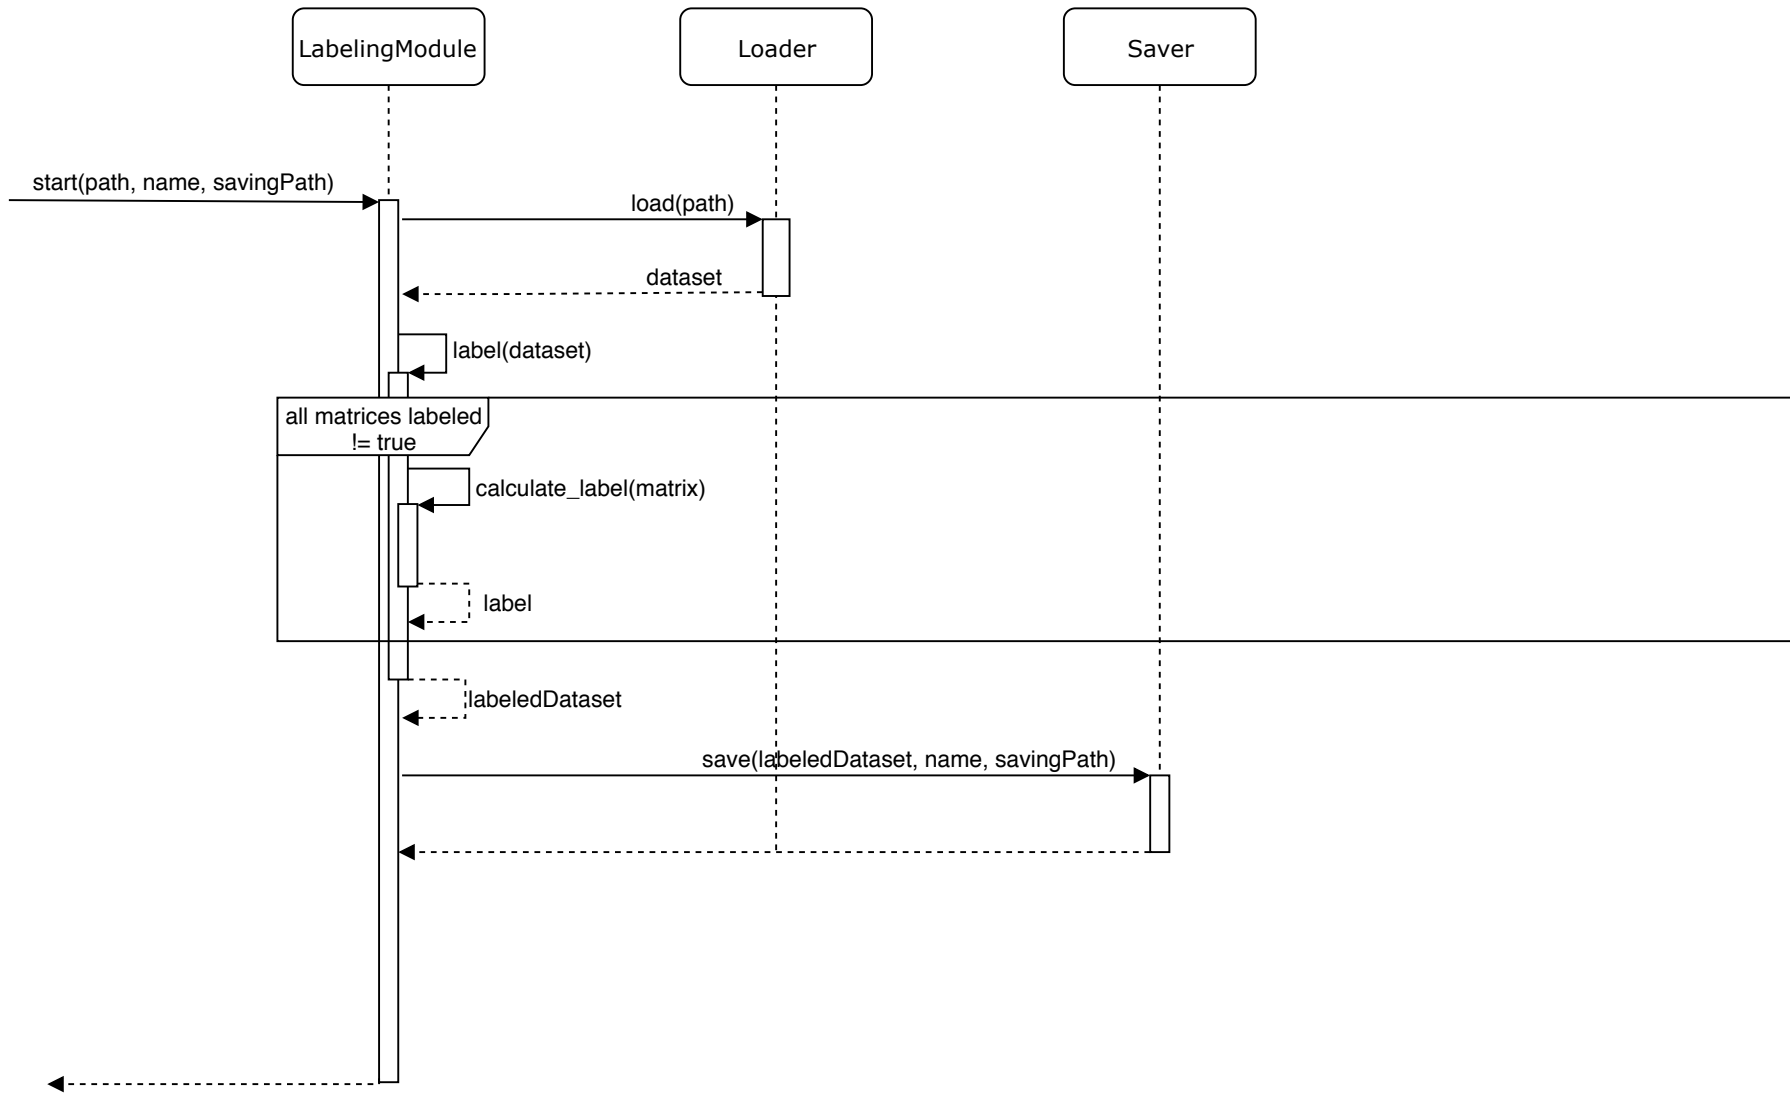 LabelingModule
Loader
Saver
start(path, name, savingPath)
load(path)
dataset
label(dataset)
all matrices labeled
!= true
calculate_label(matrix)
label
labeledDataset
save(labeledDataset, name, savingPath)